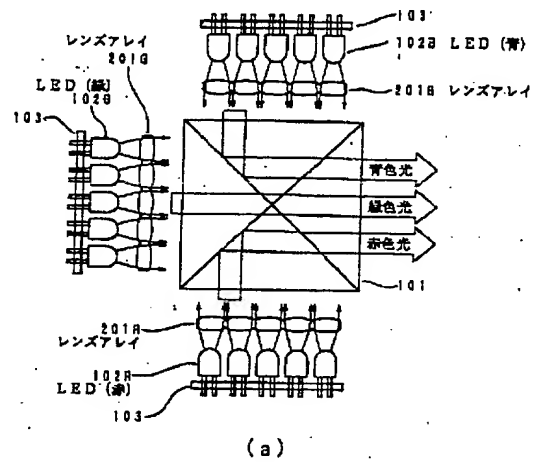 103
レンズアレイ
201G
102B LED (青)
LED (緑)
102G
201B レンズアレイ
103
青色光
緑色光
赤色光
101
201R
レンズアレイ
102R
LED (赤)
103
(a)